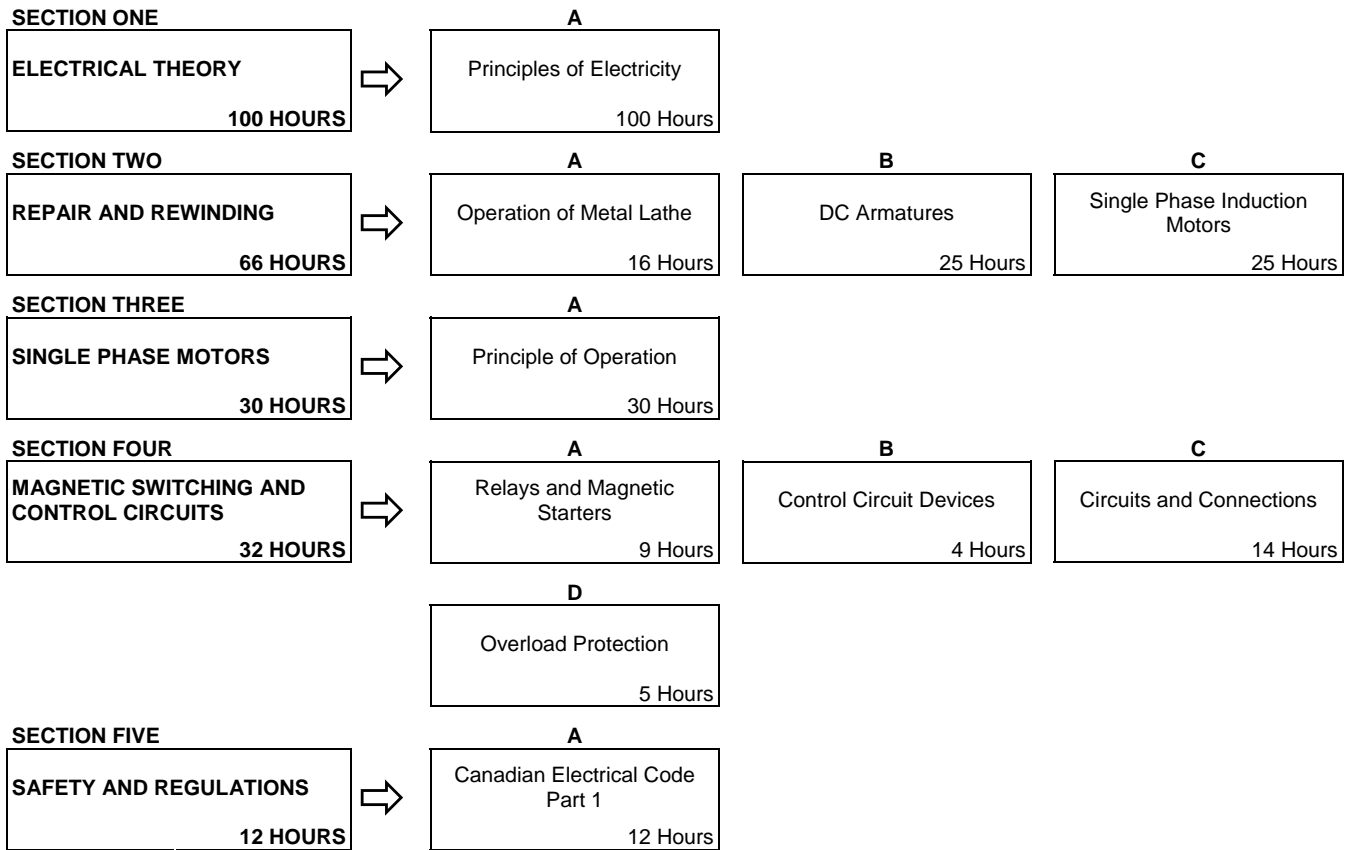 SECTION ONE
A
ELECTRICAL THEORY
100 HOURS
Principles of Electricity
100 Hours
SECTION TWO
A
B
C
REPAIR AND REWINDING
66 HOURS
Operation of Metal Lathe
16 Hours
DC Armatures
25 Hours
Single Phase Induction
Motors
25 Hours
SECTION THREE
A
SINGLE PHASE MOTORS
30 HOURS
Principle of Operation
30 Hours
SECTION FOUR
A
B
C
MAGNETIC SWITCHING AND
CONTROL CIRCUITS
32 HOURS
Relays and Magnetic
Starters
9 Hours
Control Circuit Devices
4 Hours
Circuits and Connections
14 Hours
D
Overload Protection
5 Hours
SECTION FIVE
A
SAFETY AND REGULATIONS
12 HOURS
Canadian Electrical Code
Part 1
12 Hours